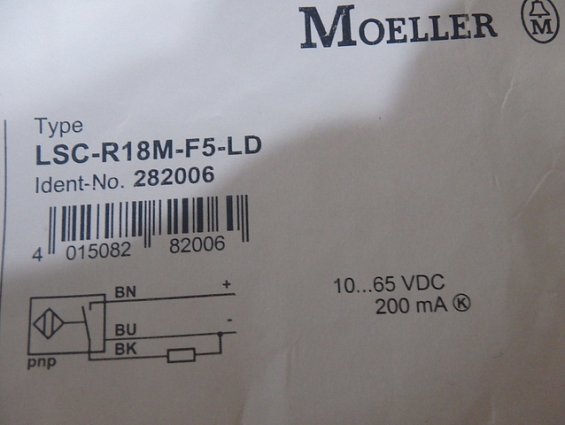 MOELLER M
Type
LSC-R18M-F5-LD
Ident-No. 282006
4 015082 82006
BN +
10...65 VDC
200 mA K
BU -
BK
pnp